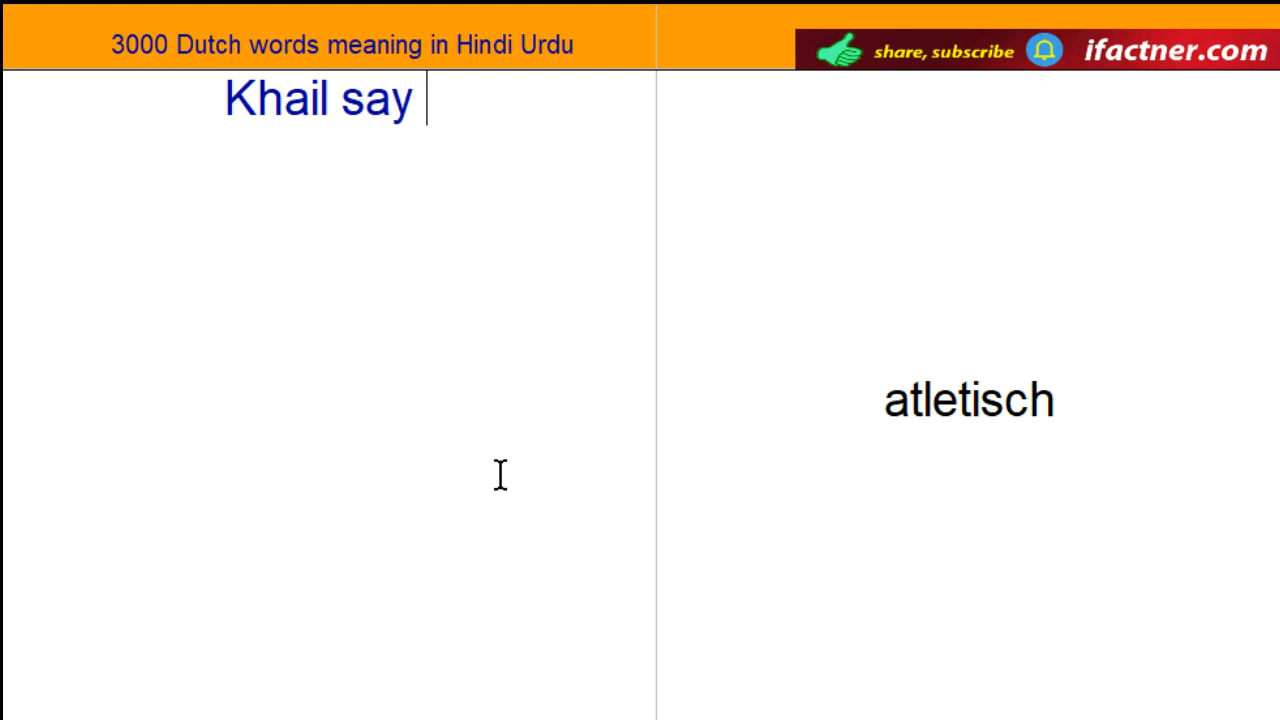 3000 Dutch words meaning in Hindi Urdu
share, subscribe
ifactner.com
Khail say
atletisch